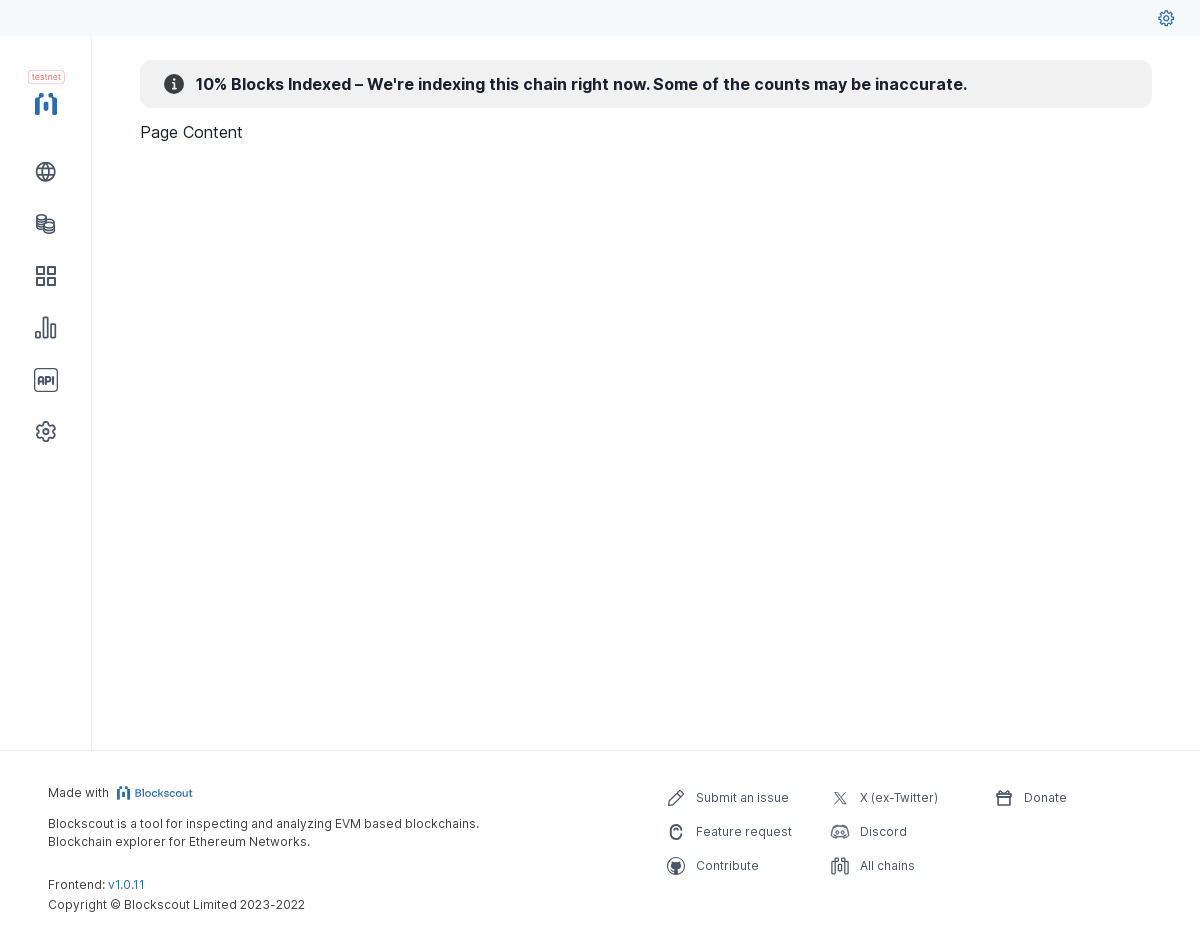 testnet
10% Blocks Indexed – We're indexing this chain right now. Some of the counts may be inaccurate.
Page Content
API
Made with Blockscout
Blockscout is a tool for inspecting and analyzing EVM based blockchains.
Blockchain explorer for Ethereum Networks.
Frontend: v1.0.11
Copyright © Blockscout Limited 2023-2022
Submit an issue
Feature request
Contribute
X (ex-Twitter)
Discord
All chains
Donate